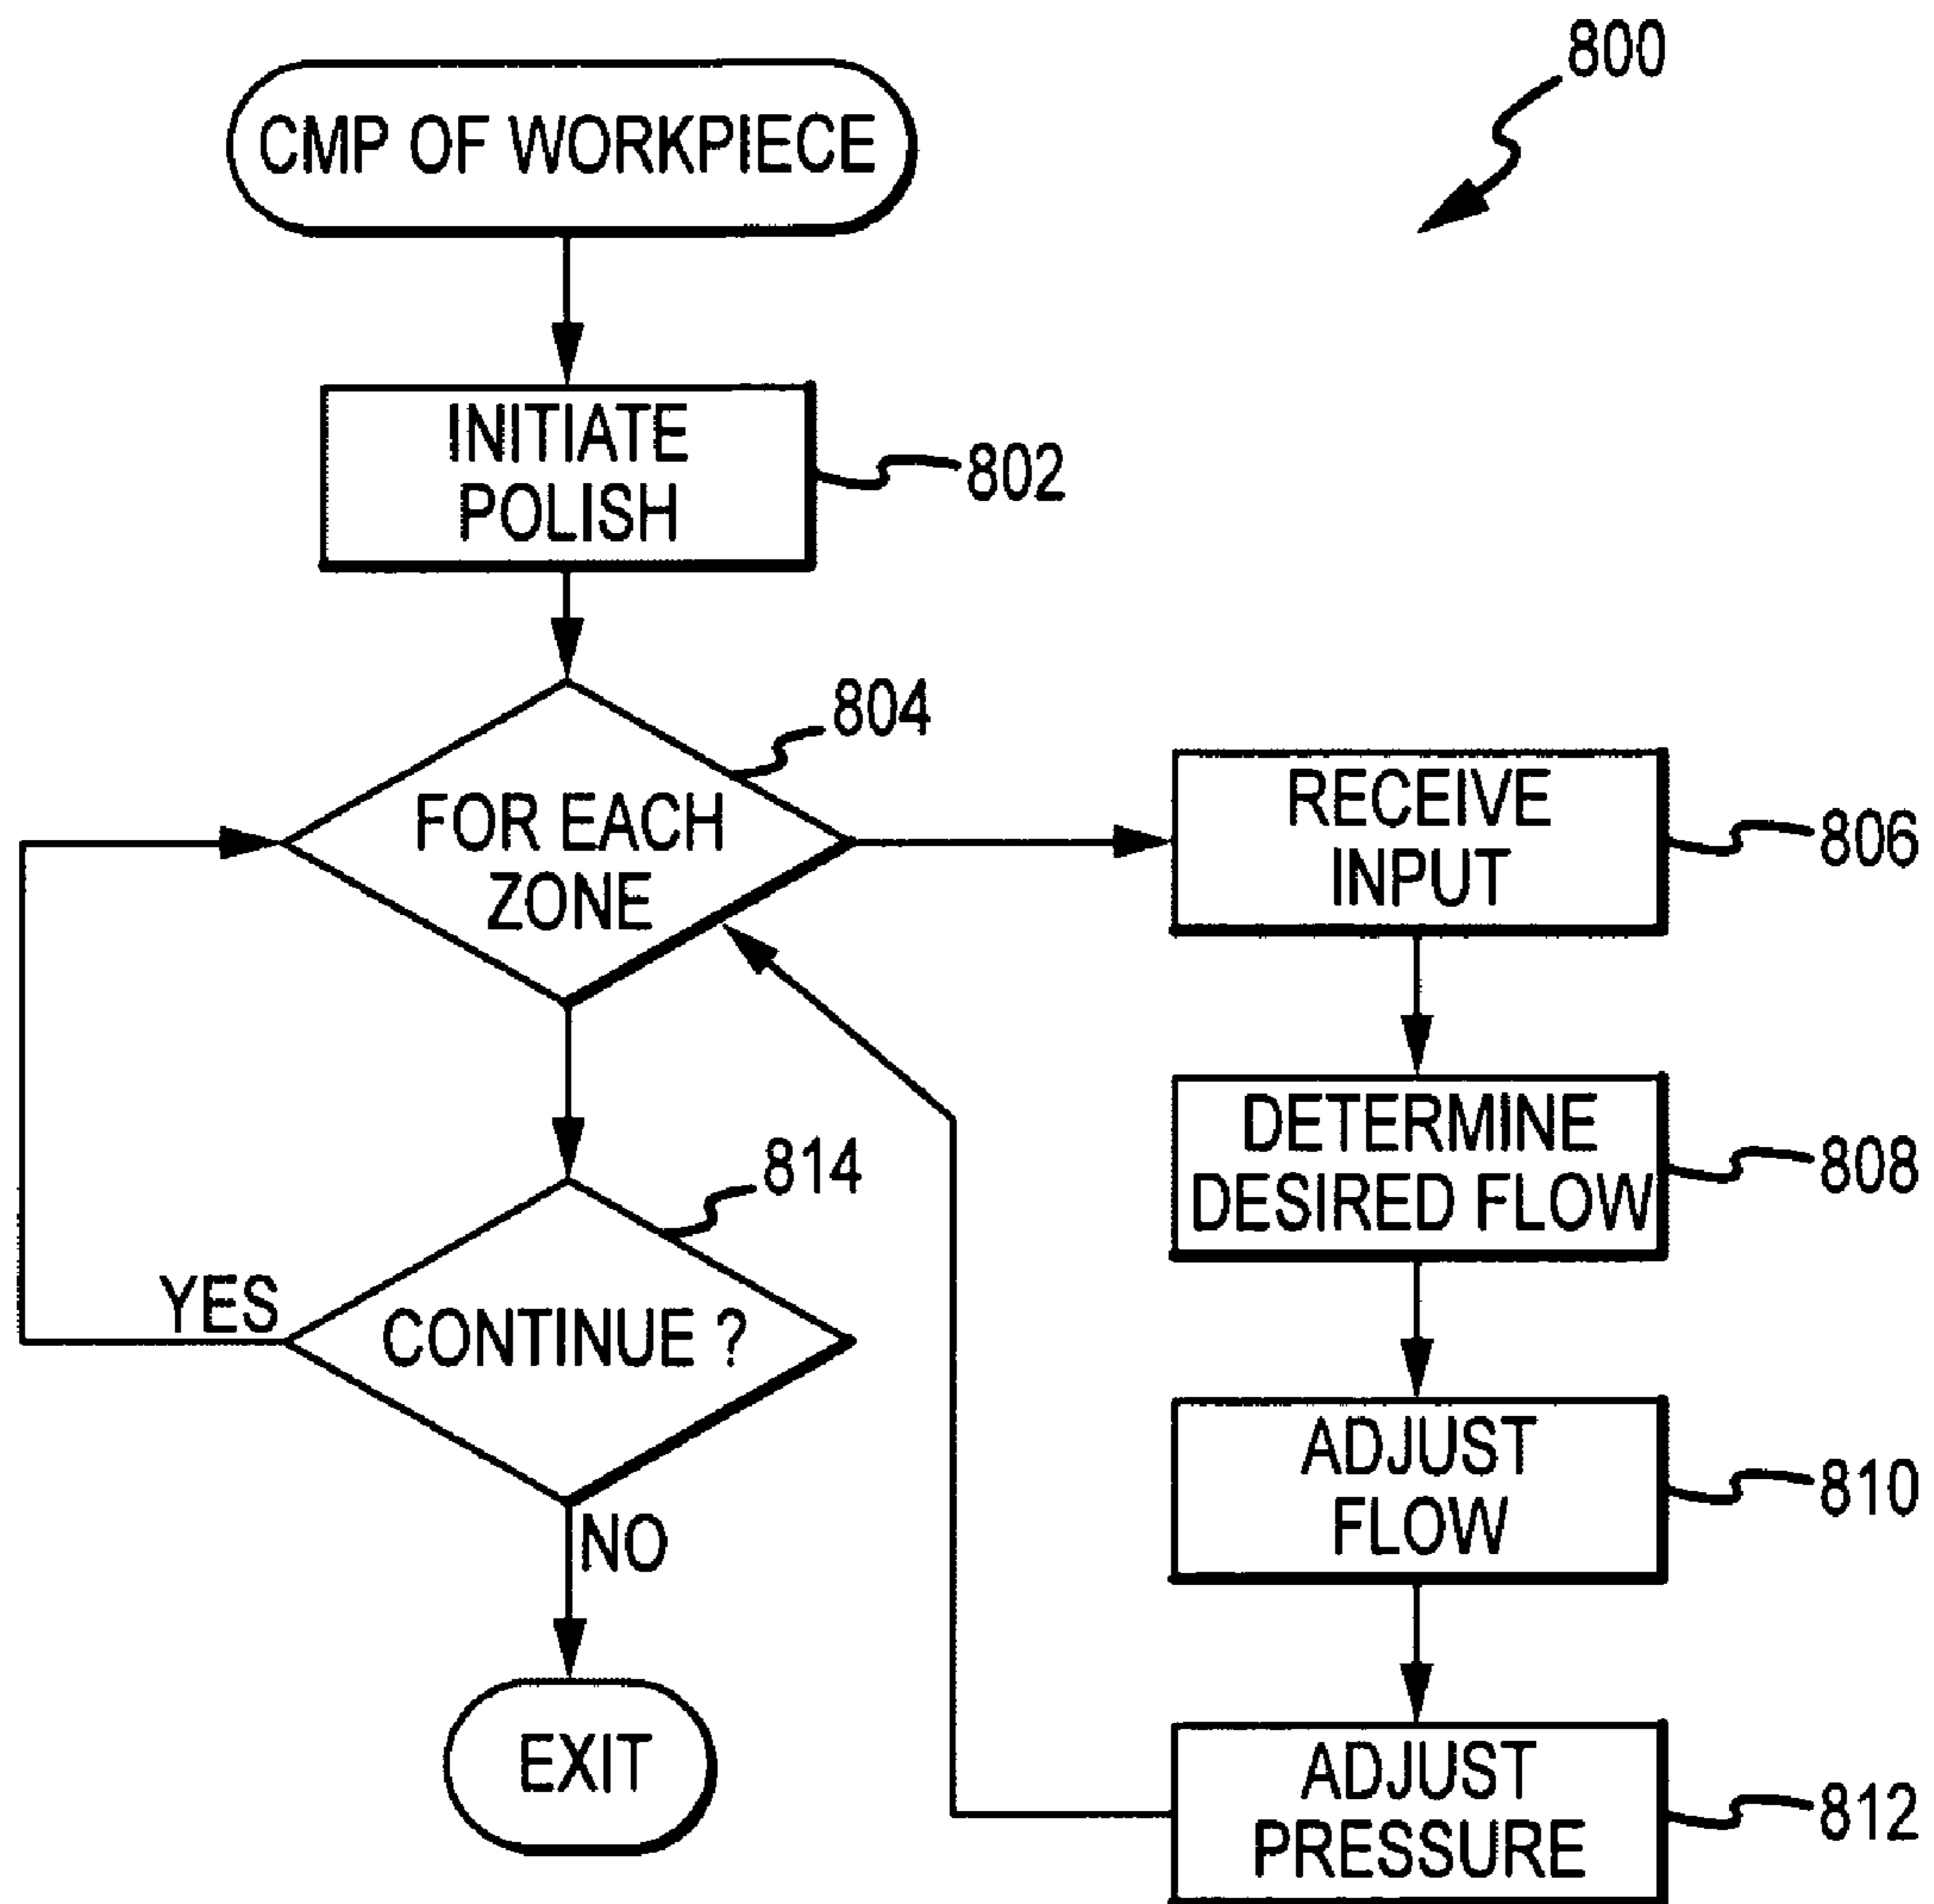 800
CMP OF WORKPIECE
INITIATE
POLISH
802
804
FOR EACH
ZONE
RECEIVE
INPUT
806
DETERMINE
DESIRED FLOW
808
814
YES
CONTINUE ?
NO
ADJUST
FLOW
810
EXIT
ADJUST
PRESSURE
812